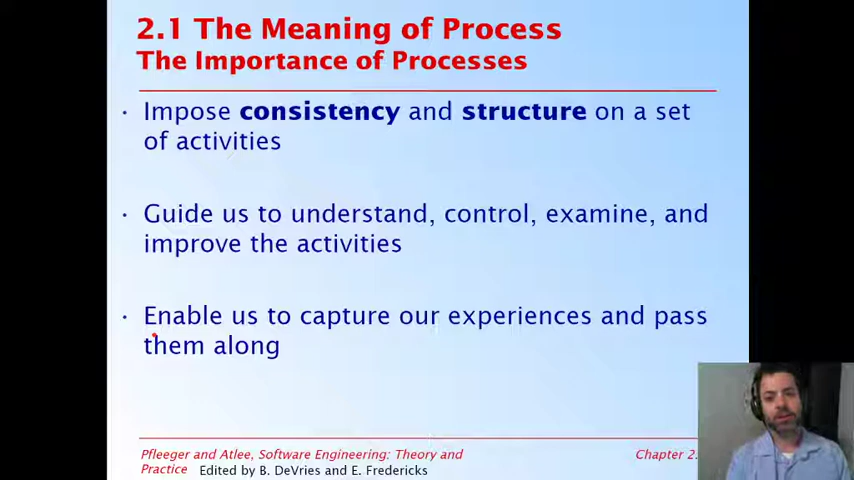 2.1 The Meaning of Process
The Importance of Processes
• Impose consistency and structure on a set
of activities
• Guide us to understand, control, examine, and
improve the activities
• Enable us to capture our experiences and pass
them along
Pfleeger and Atlee, Software Engineering: Theory and
Practice Edited by B. DeVries and E. Fredericks
Chapter 2.